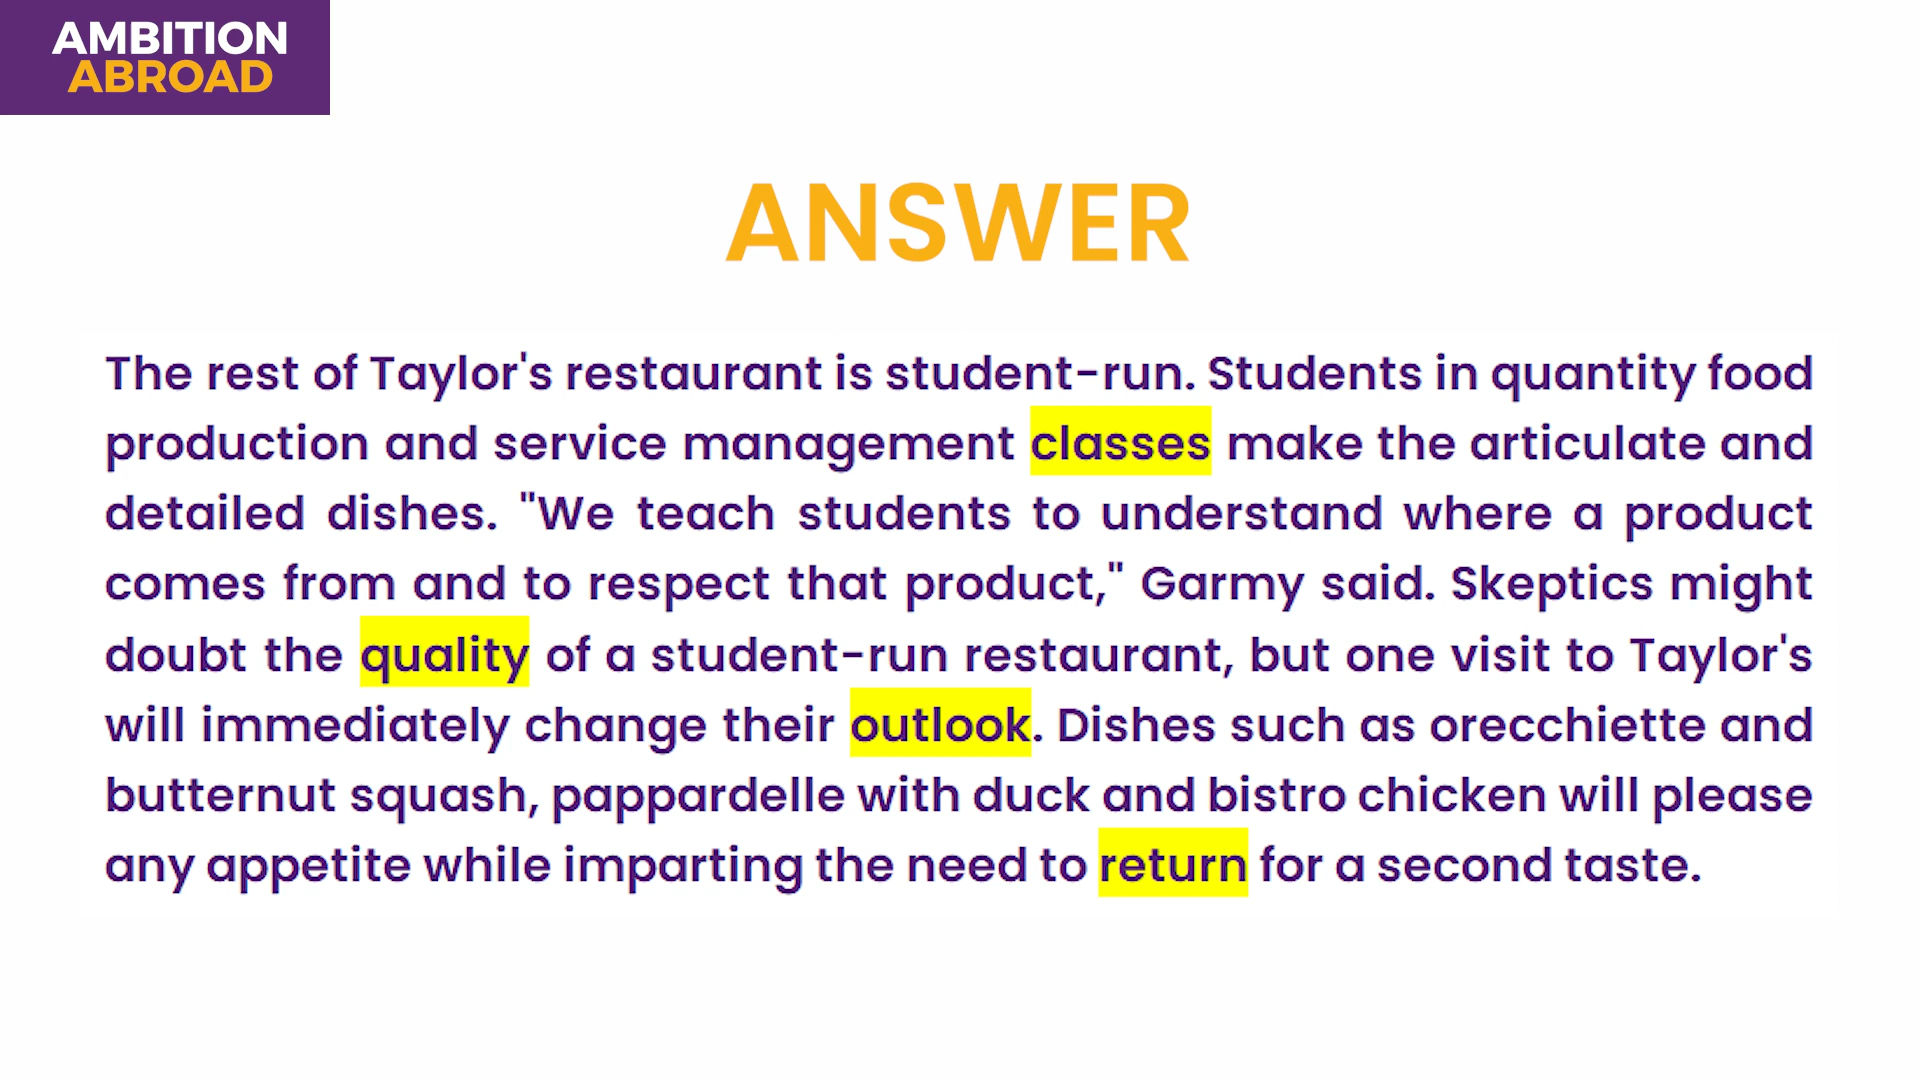 AMBITION
ABROAD
ANSWER
The rest of Taylor's restaurant is student-run. Students in quantity food
production and service management classes make the articulate and
detailed dishes. "We teach students to understand where a product
comes from and to respect that product," Garmy said. Skeptics might
doubt the quality of a student-run restaurant, but one visit to Taylor's
will immediately change their outlook. Dishes such as orecchiette and
butternut squash, pappardelle with duck and bistro chicken will please
any appetite while imparting the need to return for a second taste.